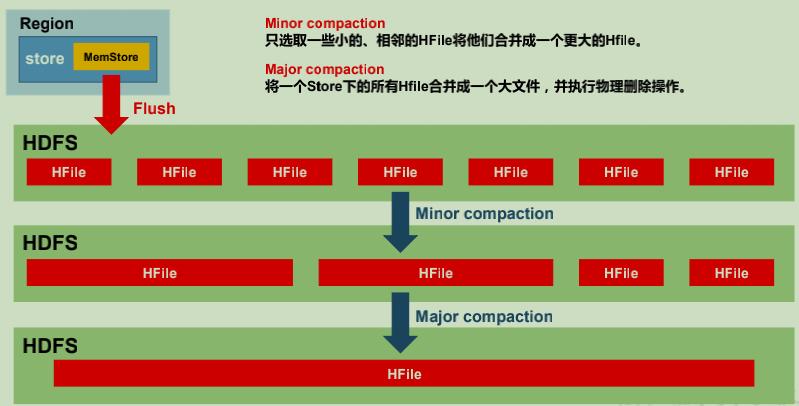 Region
store
MemStore
Flush
Minor compaction
只选取一些小的、相邻的HFile将他们合并成一个更大的Hfile。
Major compaction
将一个Store下的所有Hfile合并成一个大文件，并执行物理删除操作。
HDFS
HFile HFile HFile HFile HFile HFile HFile
Minor compaction
HDFS
HFile HFile HFile HFile
Major compaction
HDFS
HFile